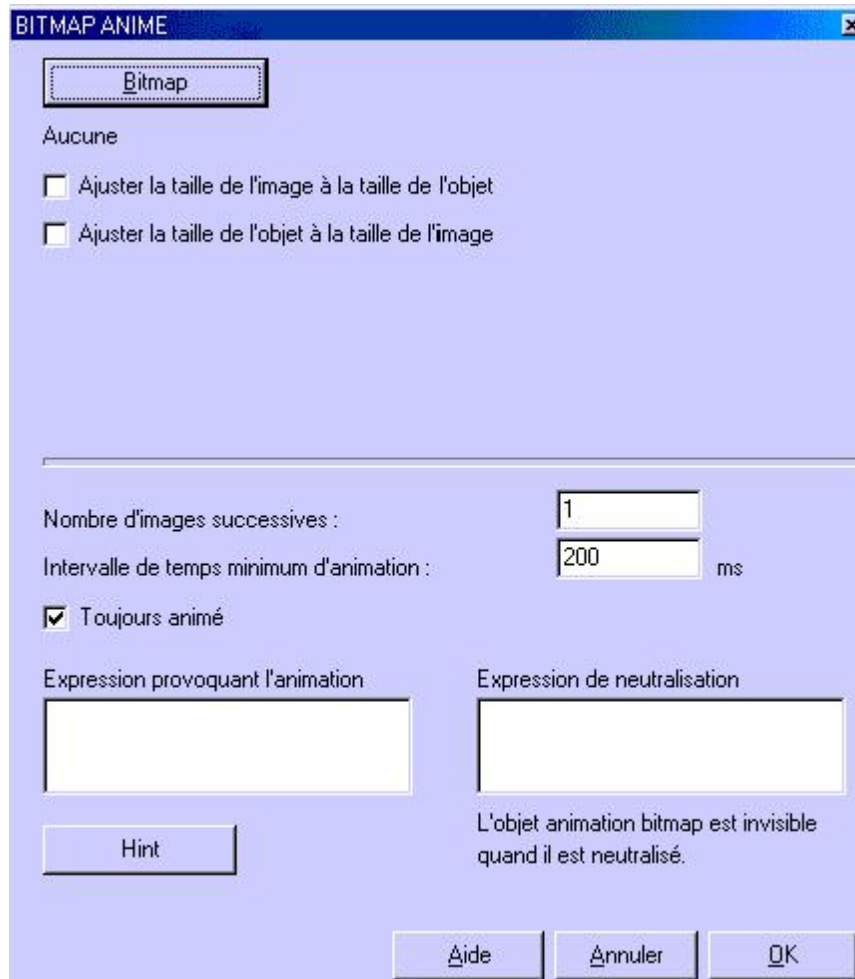 BITMAP ANIME
Bitmap
Aucune
Ajuster la taille de l'image à la taille de l'objet
Ajuster la taille de l'objet à la taille de l'image
Nombre d'images successives :
1
Intervalle de temps minimum d'animation :
200
ms
Toujours animé
Expression provoquant l'animation
Expression de neutralisation
L'objet animation bitmap est invisible
quand il est neutralisé.
Hint
Aide
Annuler
OK